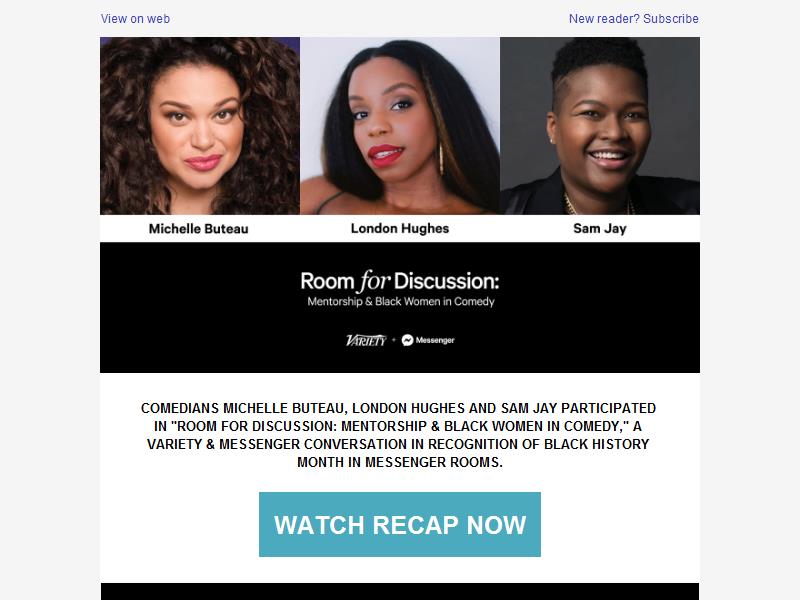 View on web
New reader? Subscribe
Michelle Buteau
London Hughes
Sam Jay
Room for Discussion:
Mentorship & Black Women in Comedy
VARIETY + Messenger
COMEDIANS MICHELLE BUTEAU, LONDON HUGHES AND SAM JAY PARTICIPATED
IN "ROOM FOR DISCUSSION: MENTORSHIP & BLACK WOMEN IN COMEDY," A
VARIETY & MESSENGER CONVERSATION IN RECOGNITION OF BLACK HISTORY
MONTH IN MESSENGER ROOMS.
WATCH RECAP NOW